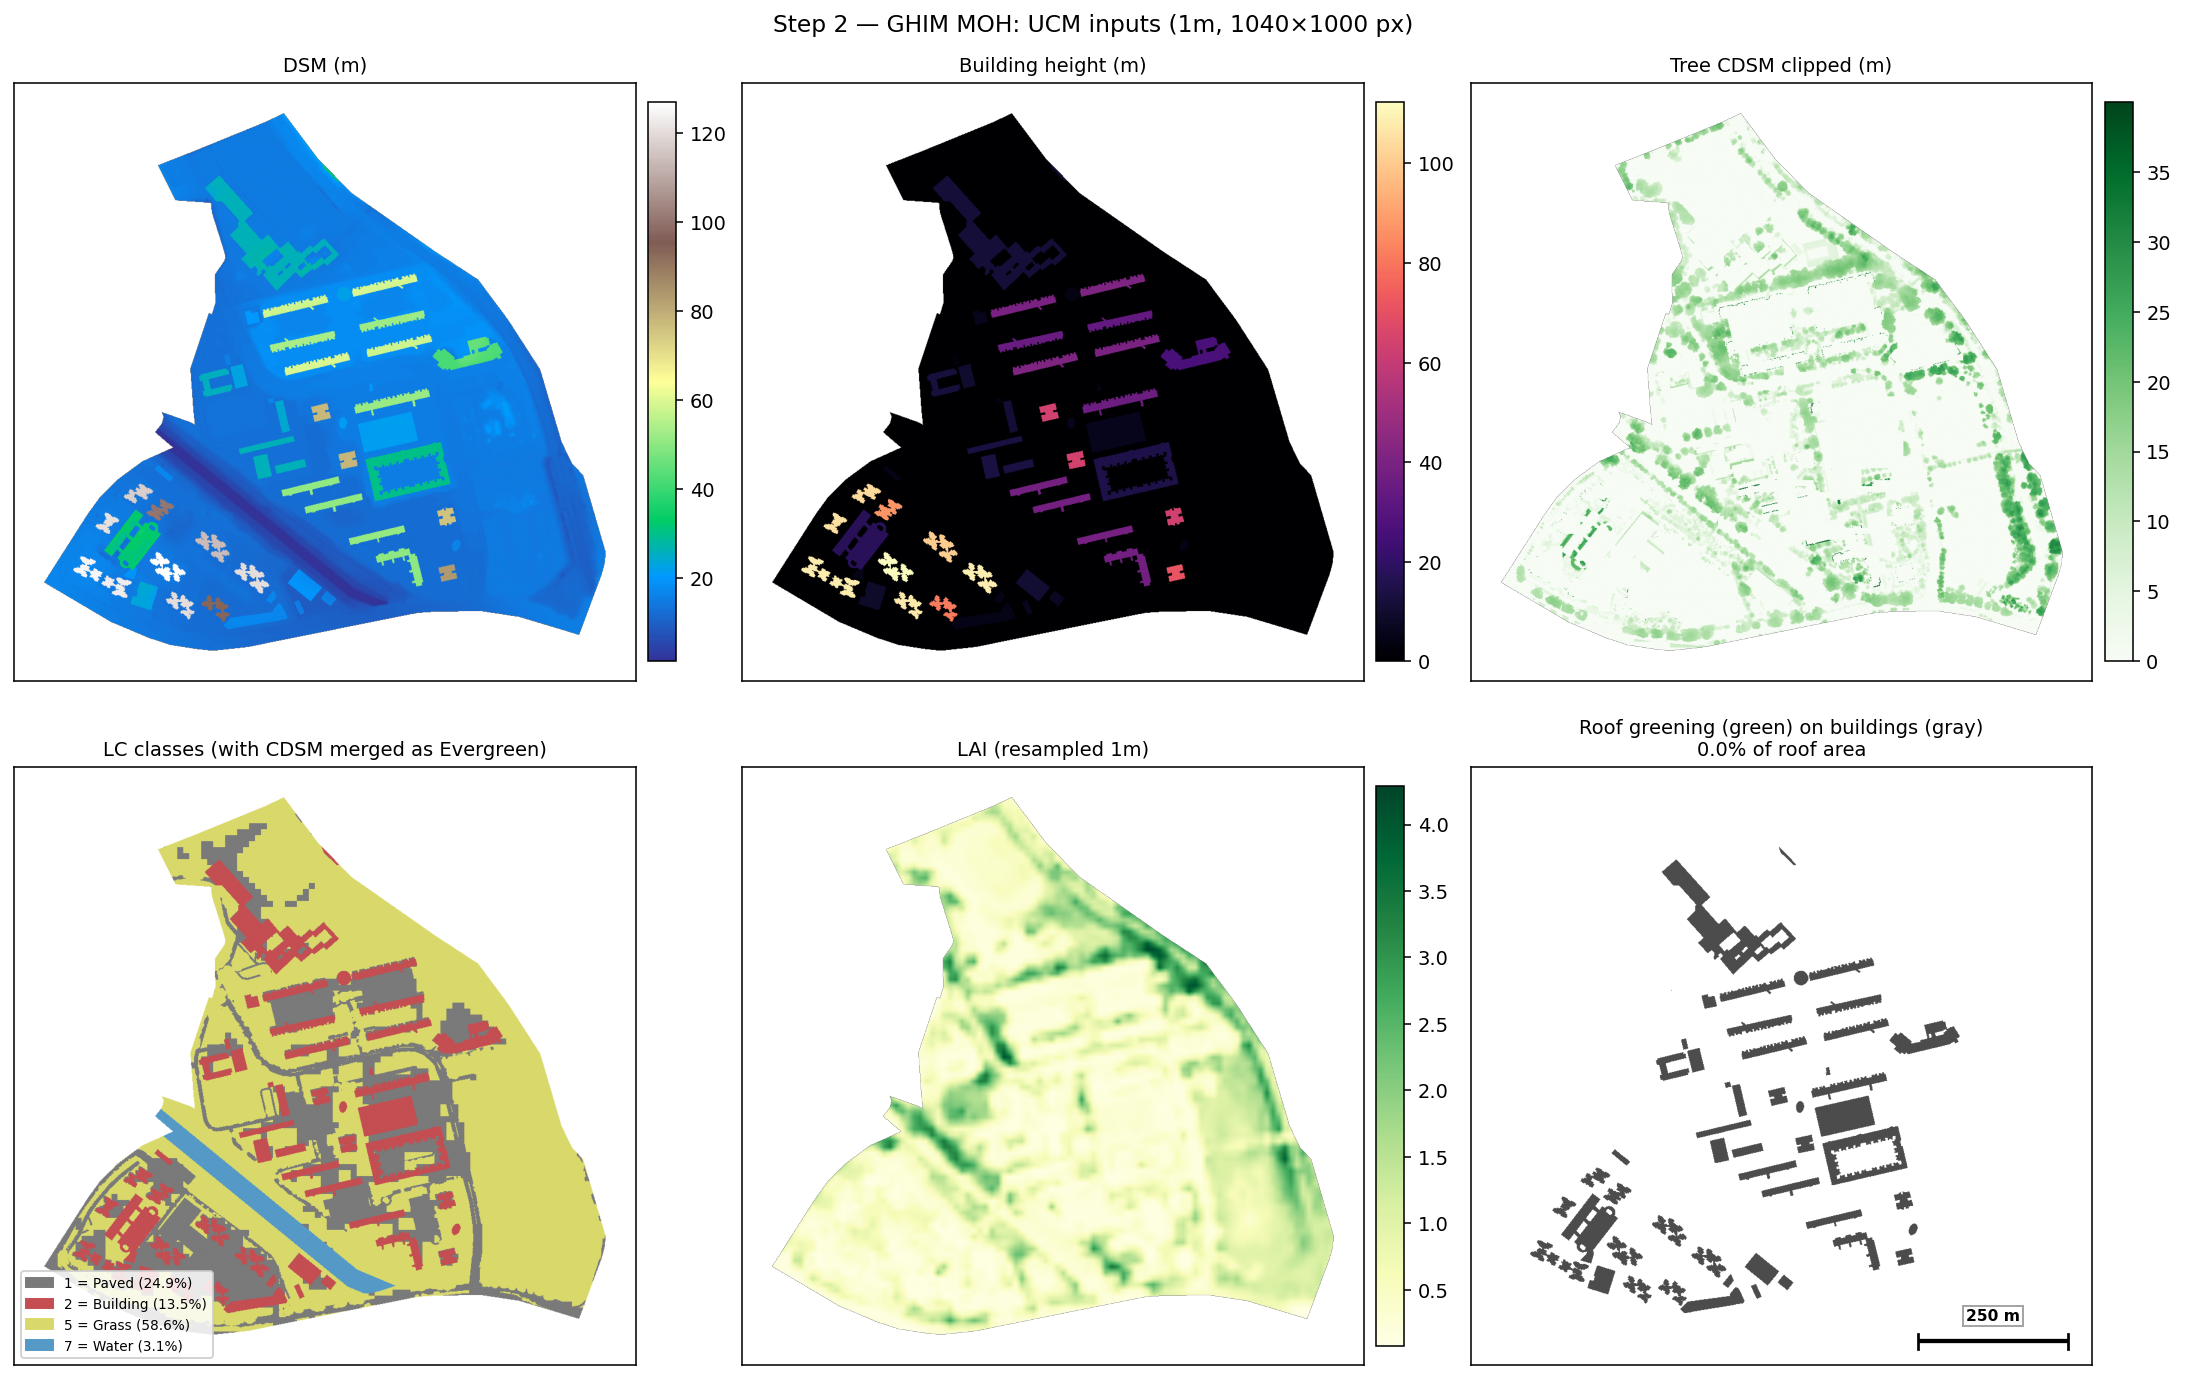 Step 2 — GHIM MOH: UCM inputs (1m, 1040×1000 px)
DSM (m)
120
100
80
60
40
20
Building height (m)
100
80
60
40
20
0
Tree CDSM clipped (m)
35
30
25
20
15
10
5
0
LC classes (with CDSM merged as Evergreen)
1 = Paved (24.9%)
2 = Building (13.5%)
5 = Grass (58.6%)
7 = Water (3.1%)
LAI (resampled 1m)
4.0
3.5
3.0
2.5
2.0
1.5
1.0
0.5
Roof greening (green) on buildings (gray)
0.0% of roof area
250 m